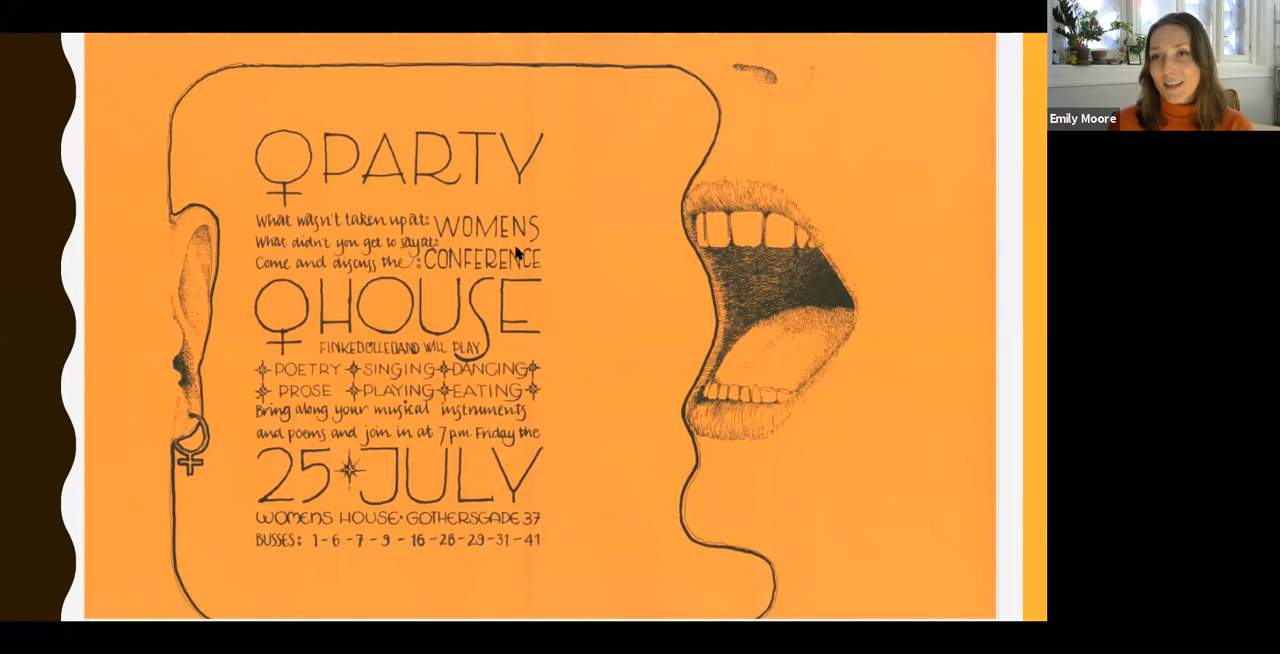 ♀PARTY
What wasn't taken up at: WOMENS
What didn't you get to say at:
Come and discuss the: CONFERENCE
♀HOUSE
WILL PLAY
POETRY SINGING DANCING
PROSE PLAYING EATING
Bring along your musical instruments
and poems and join in at 7 pm. Friday the
25 JULY
WOMENS HOUSE · GOTHERSGADE 37
BUSSES: 1 - 6 - 7 - 9 - 16 - 28 - 29 - 31 - 41
Emily Moore